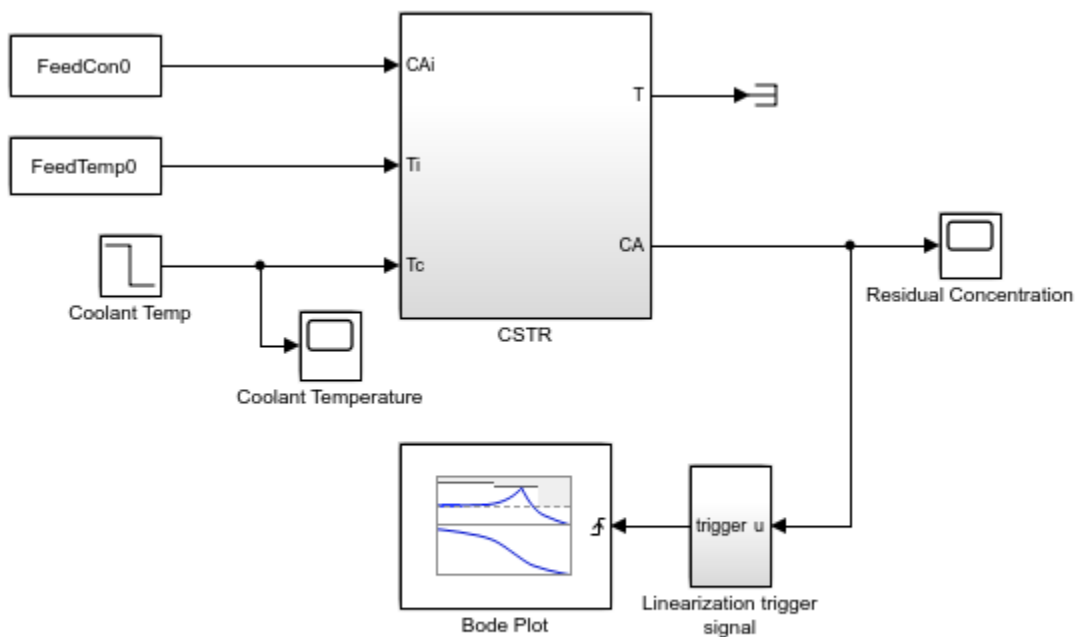 FeedCon0
CAi
T
FeedTemp0
Ti
CA
Tc
Coolant Temp
Residual Concentration
CSTR
Coolant Temperature
trigger u
Linearization trigger
signal
Bode Plot